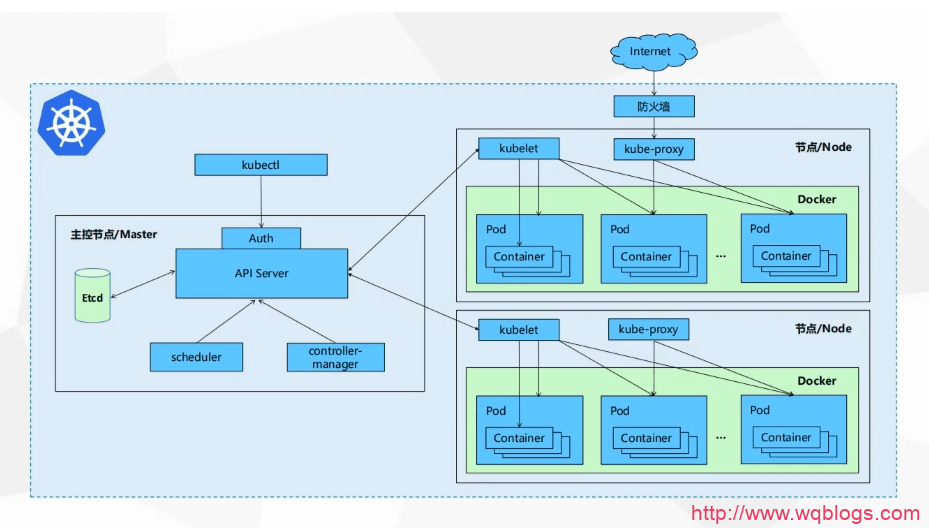 Internet
防火墙
kubectl
主控节点/Master
Auth
API Server
Etcd
scheduler
controller-
manager
kubelet
kube-proxy
节点/Node
Docker
Pod
Container
Pod
Container
...
Pod
Container
kubelet
kube-proxy
节点/Node
Docker
Pod
Container
Pod
Container
...
Pod
Container
http://www.wqblogs.com